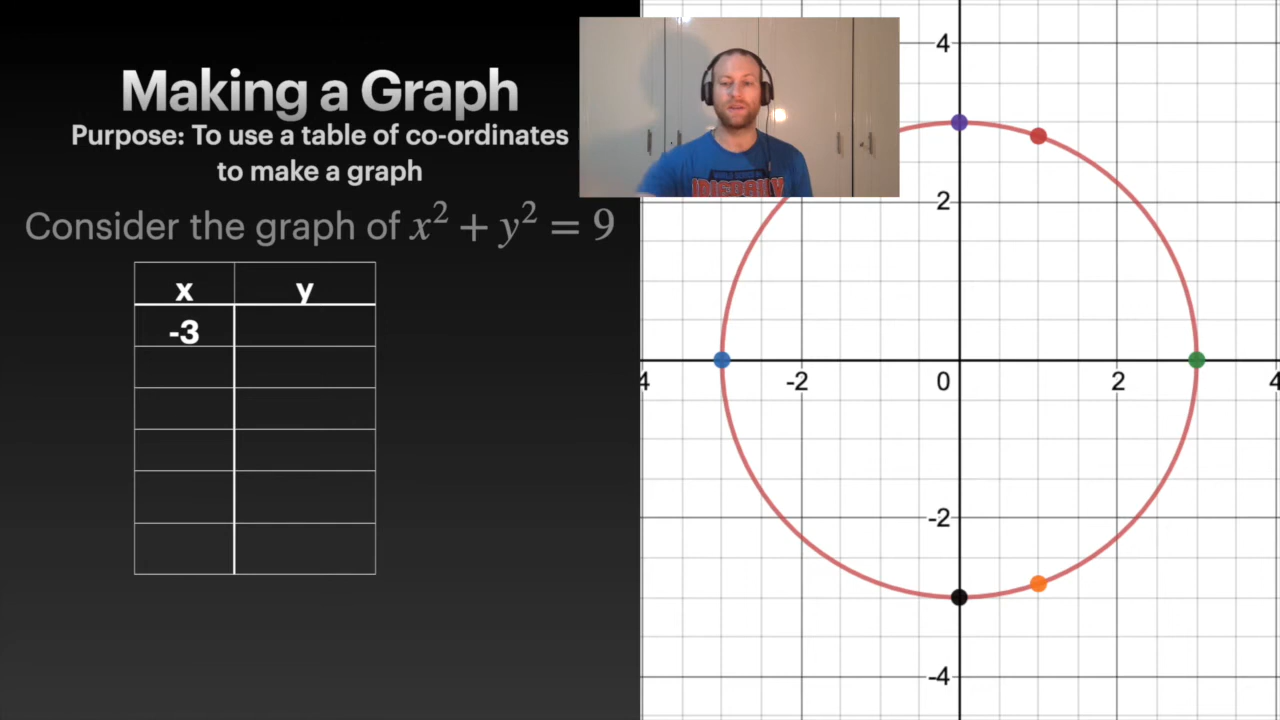 Making a Graph
Purpose: To use a table of co-ordinates
to make a graph
Consider the graph of x² + y² = 9
x y
-3
4
2
4 -2 0 2 4
-2
-4